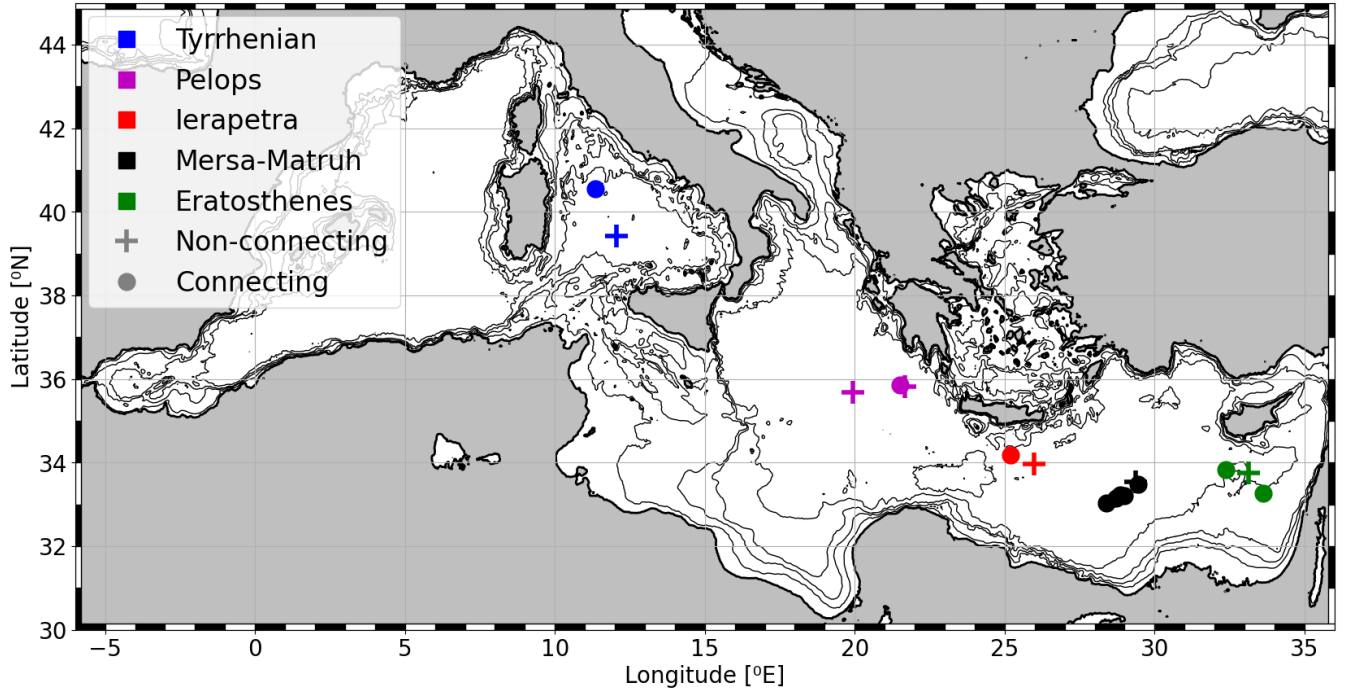 Tyrrhenian
Pelops
Ierapetra
Mersa-Matruh
Eratosthenes
Non-connecting
Connecting
Latitude [⁰N]
44
42
40
38
36
34
32
30
−5
0
5
10
15
20
25
30
35
Longitude [⁰E]